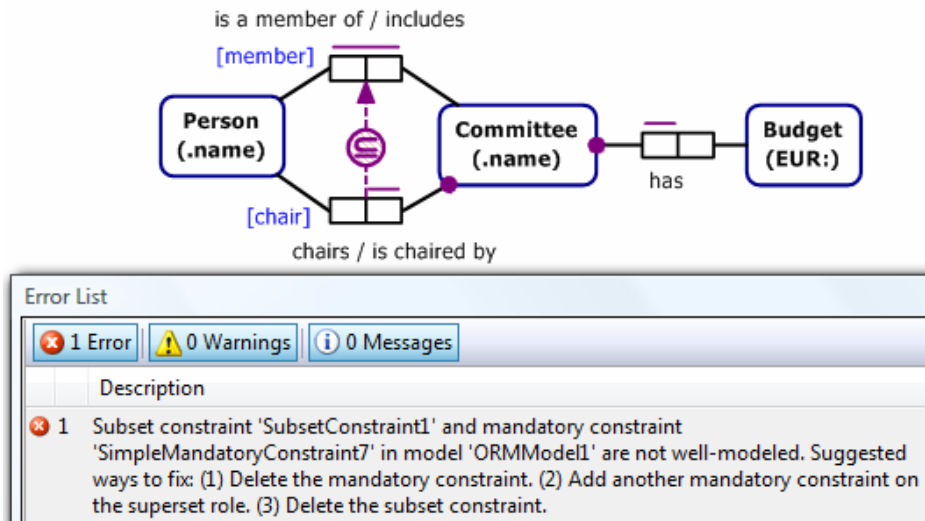 is a member of / includes
[member]
Person
(.name)
Committee
(.name)
Budget
(EUR:)
has
[chair]
chairs / is chaired by
Error List
1 Error 0 Warnings 0 Messages
Description
1 Subset constraint 'SubsetConstraint1' and mandatory constraint
'SimpleMandatoryConstraint7' in model 'ORMModel1' are not well-modeled. Suggested
ways to fix: (1) Delete the mandatory constraint. (2) Add another mandatory constraint on
the superset role. (3) Delete the subset constraint.